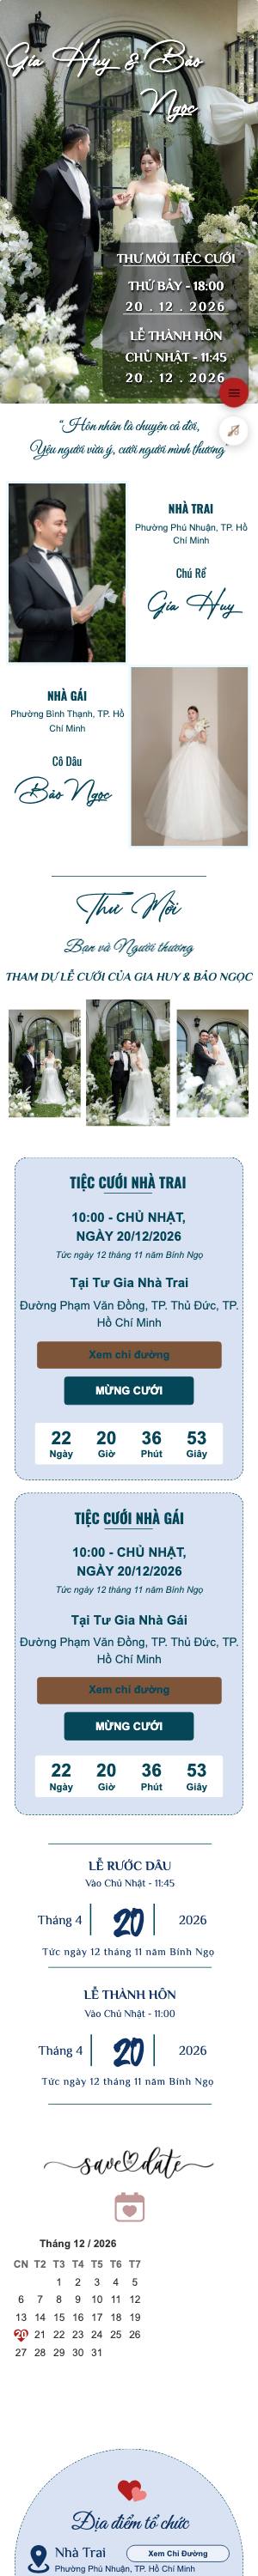 Gia Huy & Bảo
Ngọc
THƯ MỜI TIỆC CƯỚI
THỨ BẢY - 18:00
20 . 12 . 2026
LỄ THÀNH HÔN
CHỦ NHẬT - 11:45
20 . 12 . 2026
"Hôn nhân là chuyện cả đời,
Yêu người vừa ý, cưới người mình thương"
NHÀ TRAI
Phường Phú Nhuận, TP. Hồ
Chí Minh
Chú Rể
Gia Huy
NHÀ GÁI
Phường Bình Thạnh, TP. Hồ
Chí Minh
Cô Dâu
Bảo Ngọc
Thư Mời
Bạn và Người thương
THAM DỰ LỄ CƯỚI CỦA GIA HUY & BẢO NGỌC
TIỆC CƯỚI NHÀ TRAI
10:00 - CHỦ NHẬT,
NGÀY 20/12/2026
Tức ngày 12 tháng 11 năm Bính Ngọ
Tại Tư Gia Nhà Trai
Đường Phạm Văn Đồng, TP. Thủ Đức, TP.
Hồ Chí Minh
Xem chỉ đường
MỪNG CƯỚI
22 20 36 53
Ngày Giờ Phút Giây
TIỆC CƯỚI NHÀ GÁI
10:00 - CHỦ NHẬT,
NGÀY 20/12/2026
Tức ngày 12 tháng 11 năm Bính Ngọ
Tại Tư Gia Nhà Gái
Đường Phạm Văn Đồng, TP. Thủ Đức, TP.
Hồ Chí Minh
Xem chỉ đường
MỪNG CƯỚI
22 20 36 53
Ngày Giờ Phút Giây
LỄ RƯỚC DÂU
Vào Chủ Nhật - 11:45
Tháng 4 20 2026
Tức ngày 12 tháng 11 năm Bính Ngọ
LỄ THÀNH HÔN
Vào Chủ Nhật - 11:00
Tháng 4 20 2026
Tức ngày 12 tháng 11 năm Bính Ngọ
save date
Tháng 12 / 2026
CN T2 T3 T4 T5 T6 T7
1 2 3 4 5
6 7 8 9 10 11 12
13 14 15 16 17 18 19
20 21 22 23 24 25 26
27 28 29 30 31
Địa điểm tổ chức
Nhà Trai Xem Chỉ Đường
Phường Phú Nhuận, TP. Hồ Chí Minh